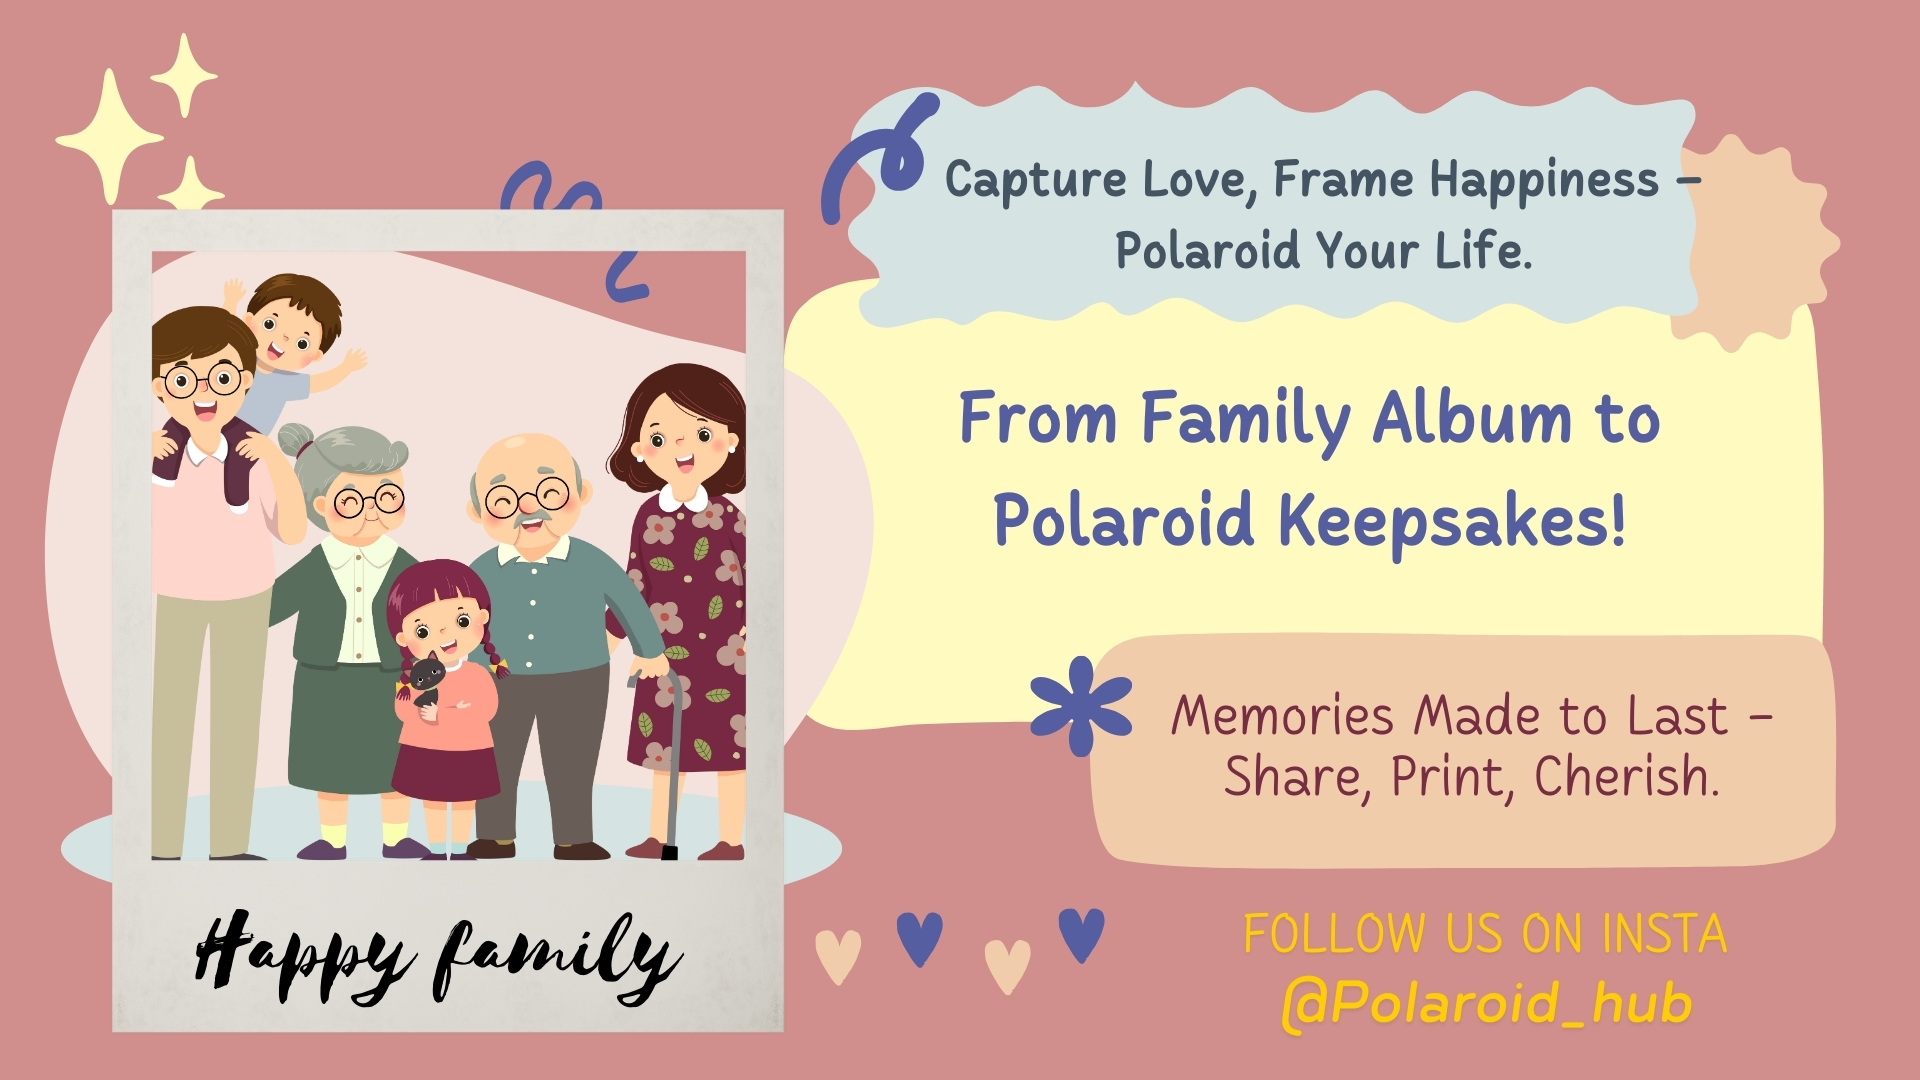 Capture Love, Frame Happiness –
Polaroid Your Life.
From Family Album to
Polaroid Keepsakes!
Memories Made to Last –
Share, Print, Cherish.
Happy family
FOLLOW US ON INSTA
@Polaroid_hub